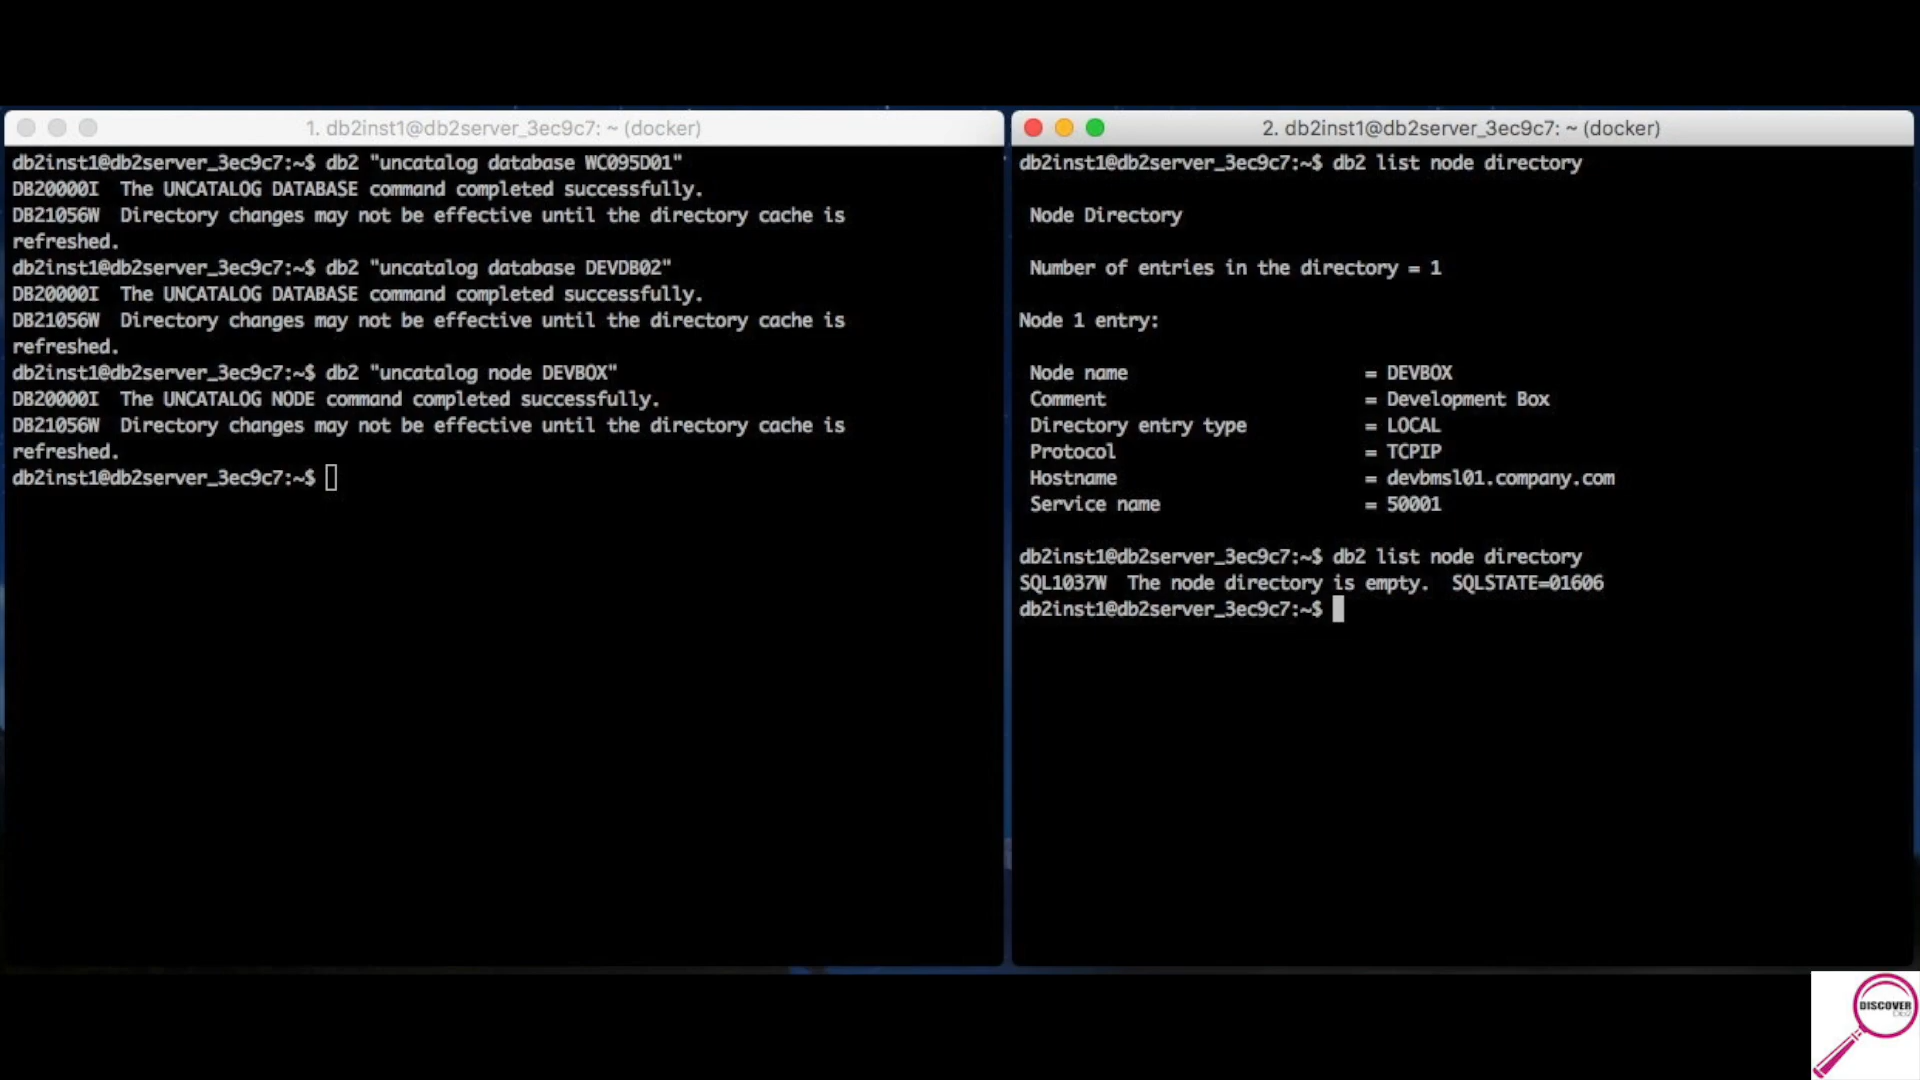 1. db2inst1@db2server_3ec9c7: ~ (docker)
db2inst1@db2server_3ec9c7:~$ db2 "uncatalog database WC095D01"
DB20000I  The UNCATALOG DATABASE command completed successfully.
DB21056W  Directory changes may not be effective until the directory cache is
refreshed.
db2inst1@db2server_3ec9c7:~$ db2 "uncatalog database DEVDB02"
DB20000I  The UNCATALOG DATABASE command completed successfully.
DB21056W  Directory changes may not be effective until the directory cache is
refreshed.
db2inst1@db2server_3ec9c7:~$ db2 "uncatalog node DEVBOX"
DB20000I  The UNCATALOG NODE command completed successfully.
DB21056W  Directory changes may not be effective until the directory cache is
refreshed.
db2inst1@db2server_3ec9c7:~$
2. db2inst1@db2server_3ec9c7: ~ (docker)
db2inst1@db2server_3ec9c7:~$ db2 list node directory
Node Directory
Number of entries in the directory = 1
Node 1 entry:
Node name = DEVBOX
Comment = Development Box
Directory entry type = LOCAL
Protocol = TCPIP
Hostname = devbmsl01.company.com
Service name = 50001
db2inst1@db2server_3ec9c7:~$ db2 list node directory
SQL1037W  The node directory is empty.  SQLSTATE=01606
db2inst1@db2server_3ec9c7:~$
DISCOVER